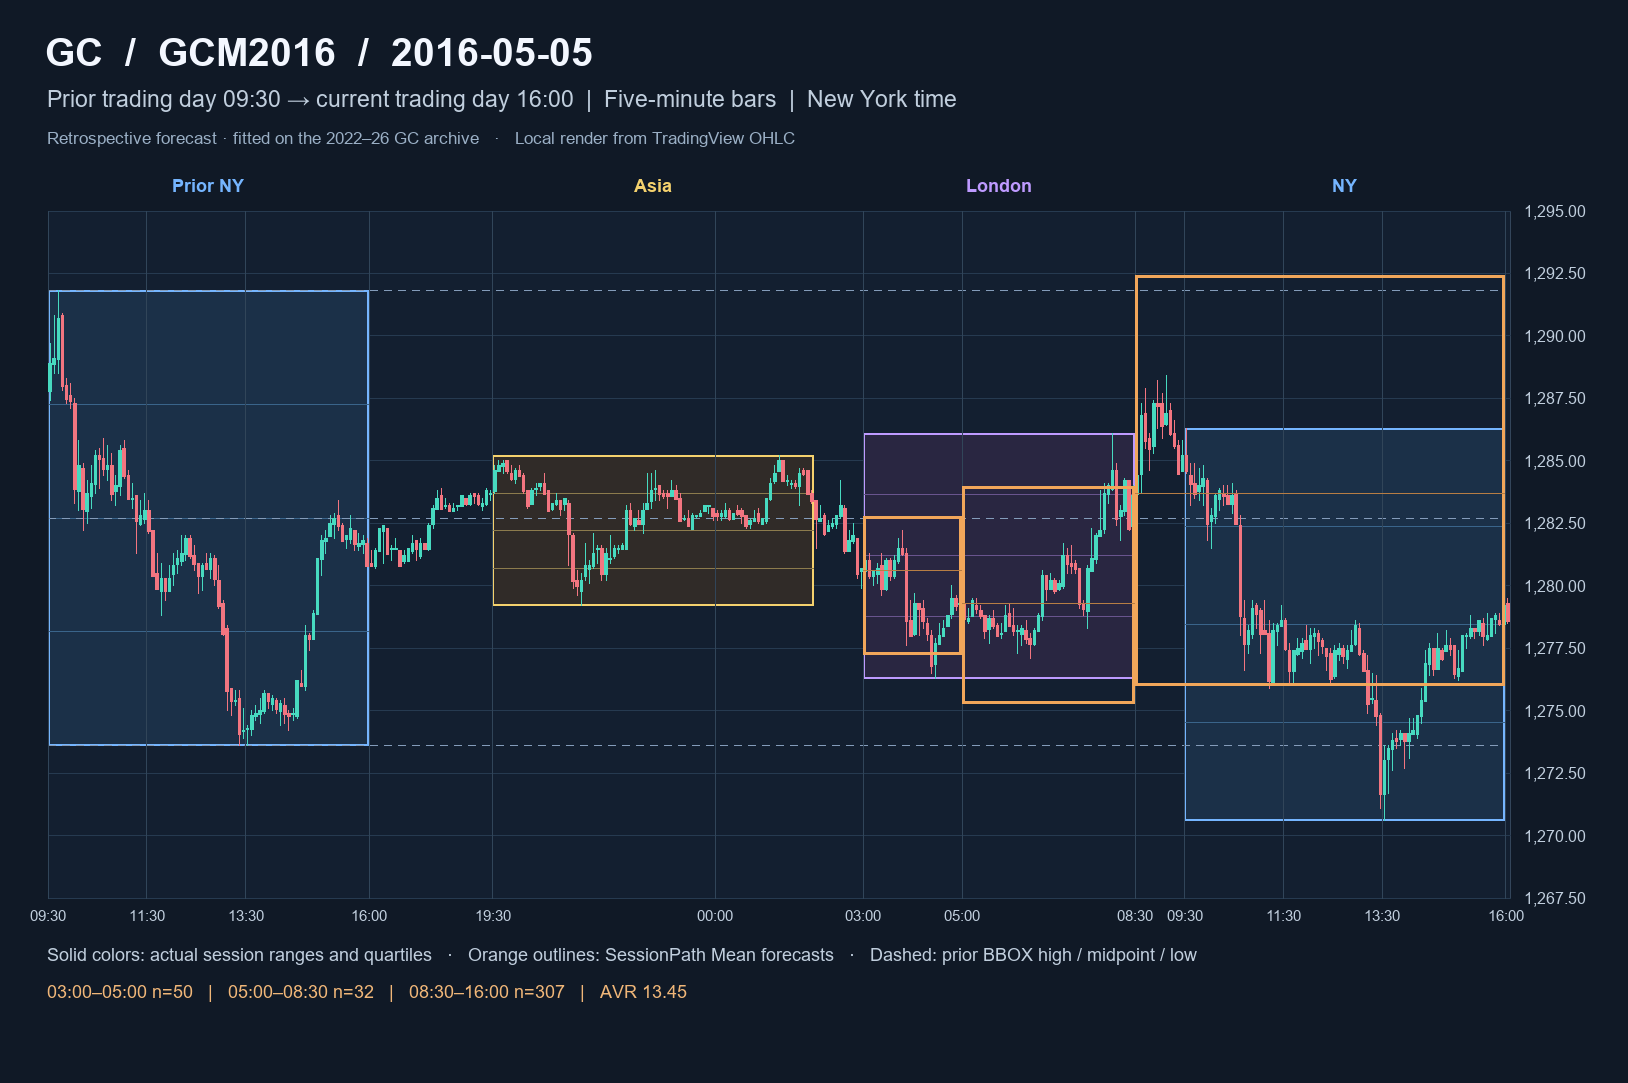 GC / GCM2016 / 2016-05-05
Prior trading day 09:30 → current trading day 16:00 | Five-minute bars | New York time
Retrospective forecast · fitted on the 2022–26 GC archive · Local render from TradingView OHLC
Prior NY Asia London NY
1,295.00
1,292.50
1,290.00
1,287.50
1,285.00
1,282.50
1,280.00
1,277.50
1,275.00
1,272.50
1,270.00
1,267.50
09:30 11:30 13:30 16:00 19:30 00:00 03:00 05:00 08:30 09:30 11:30 13:30 16:00
Solid colors: actual session ranges and quartiles · Orange outlines: SessionPath Mean forecasts · Dashed: prior BBOX high / midpoint / low
03:00–05:00 n=50 | 05:00–08:30 n=32 | 08:30–16:00 n=307 | AVR 13.45